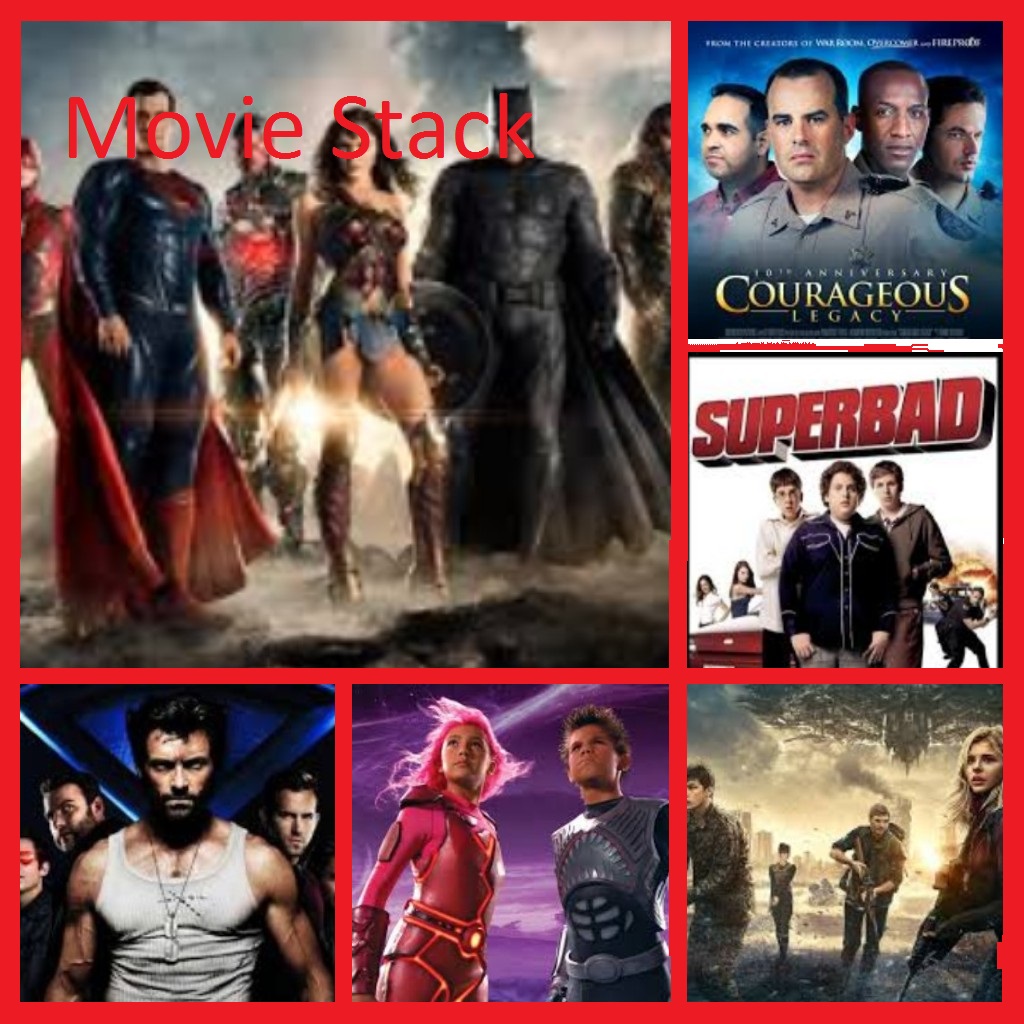 Movie Stack
FROM THE CREATORS OF WAR ROOM, OVERCOMER AND FIREPROOF
10TH ANNIVERSARY
COURAGEOUS
LEGACY
SUPERBAD